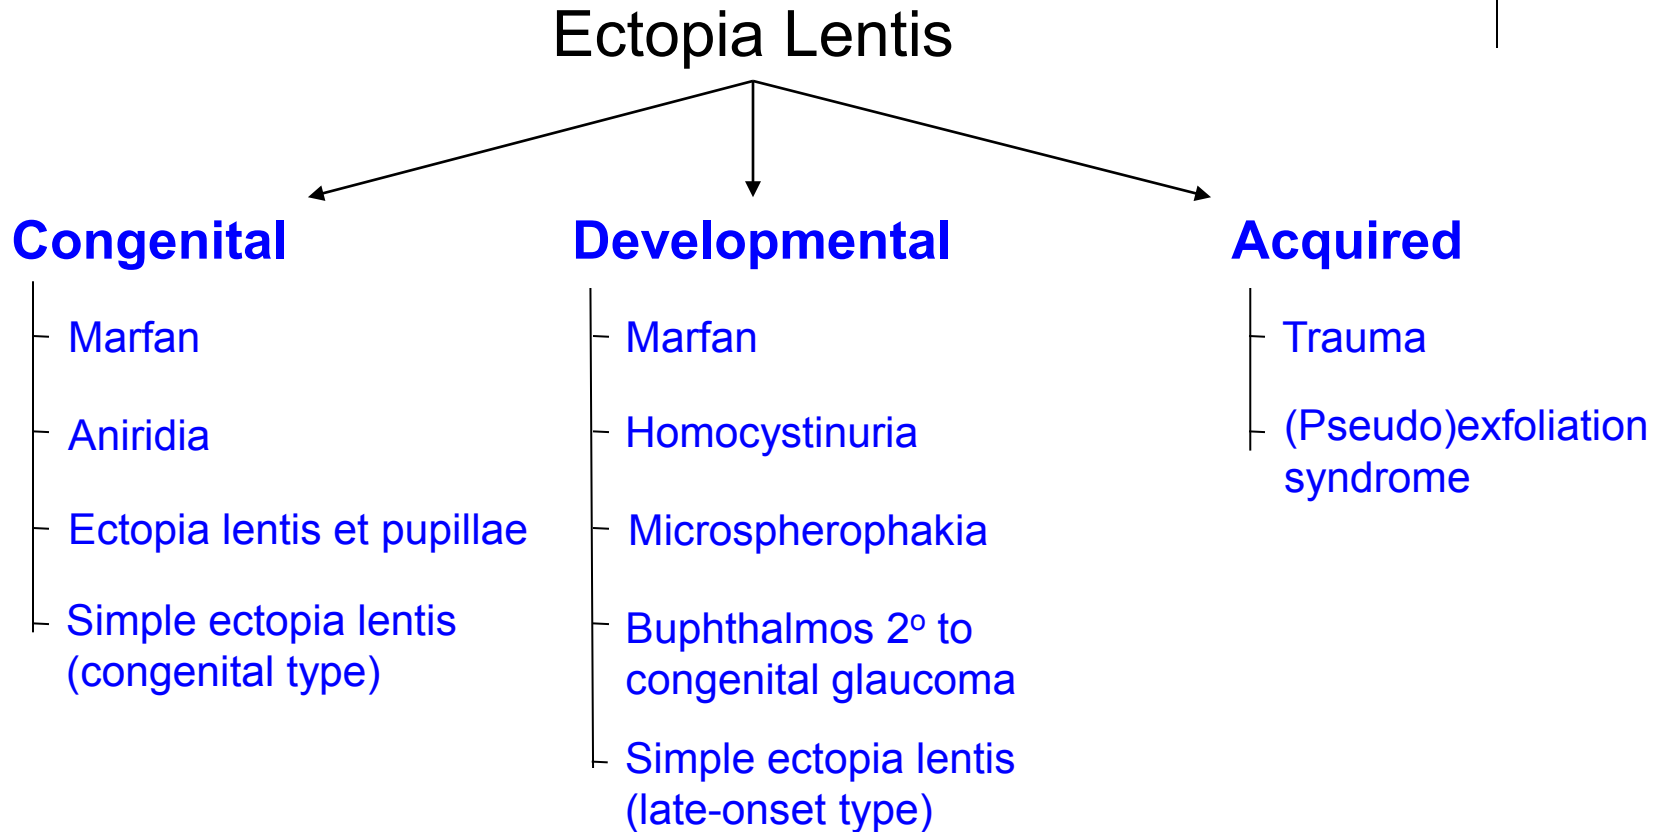 Ectopia Lentis
Congenital
Marfan
Aniridia
Ectopia lentis et pupillae
Simple ectopia lentis
(congenital type)
Developmental
Marfan
Homocystinuria
Microspherophakia
Buphthalmos 2º to
congenital glaucoma
Simple ectopia lentis
(late-onset type)
Acquired
Trauma
(Pseudo)exfoliation
syndrome